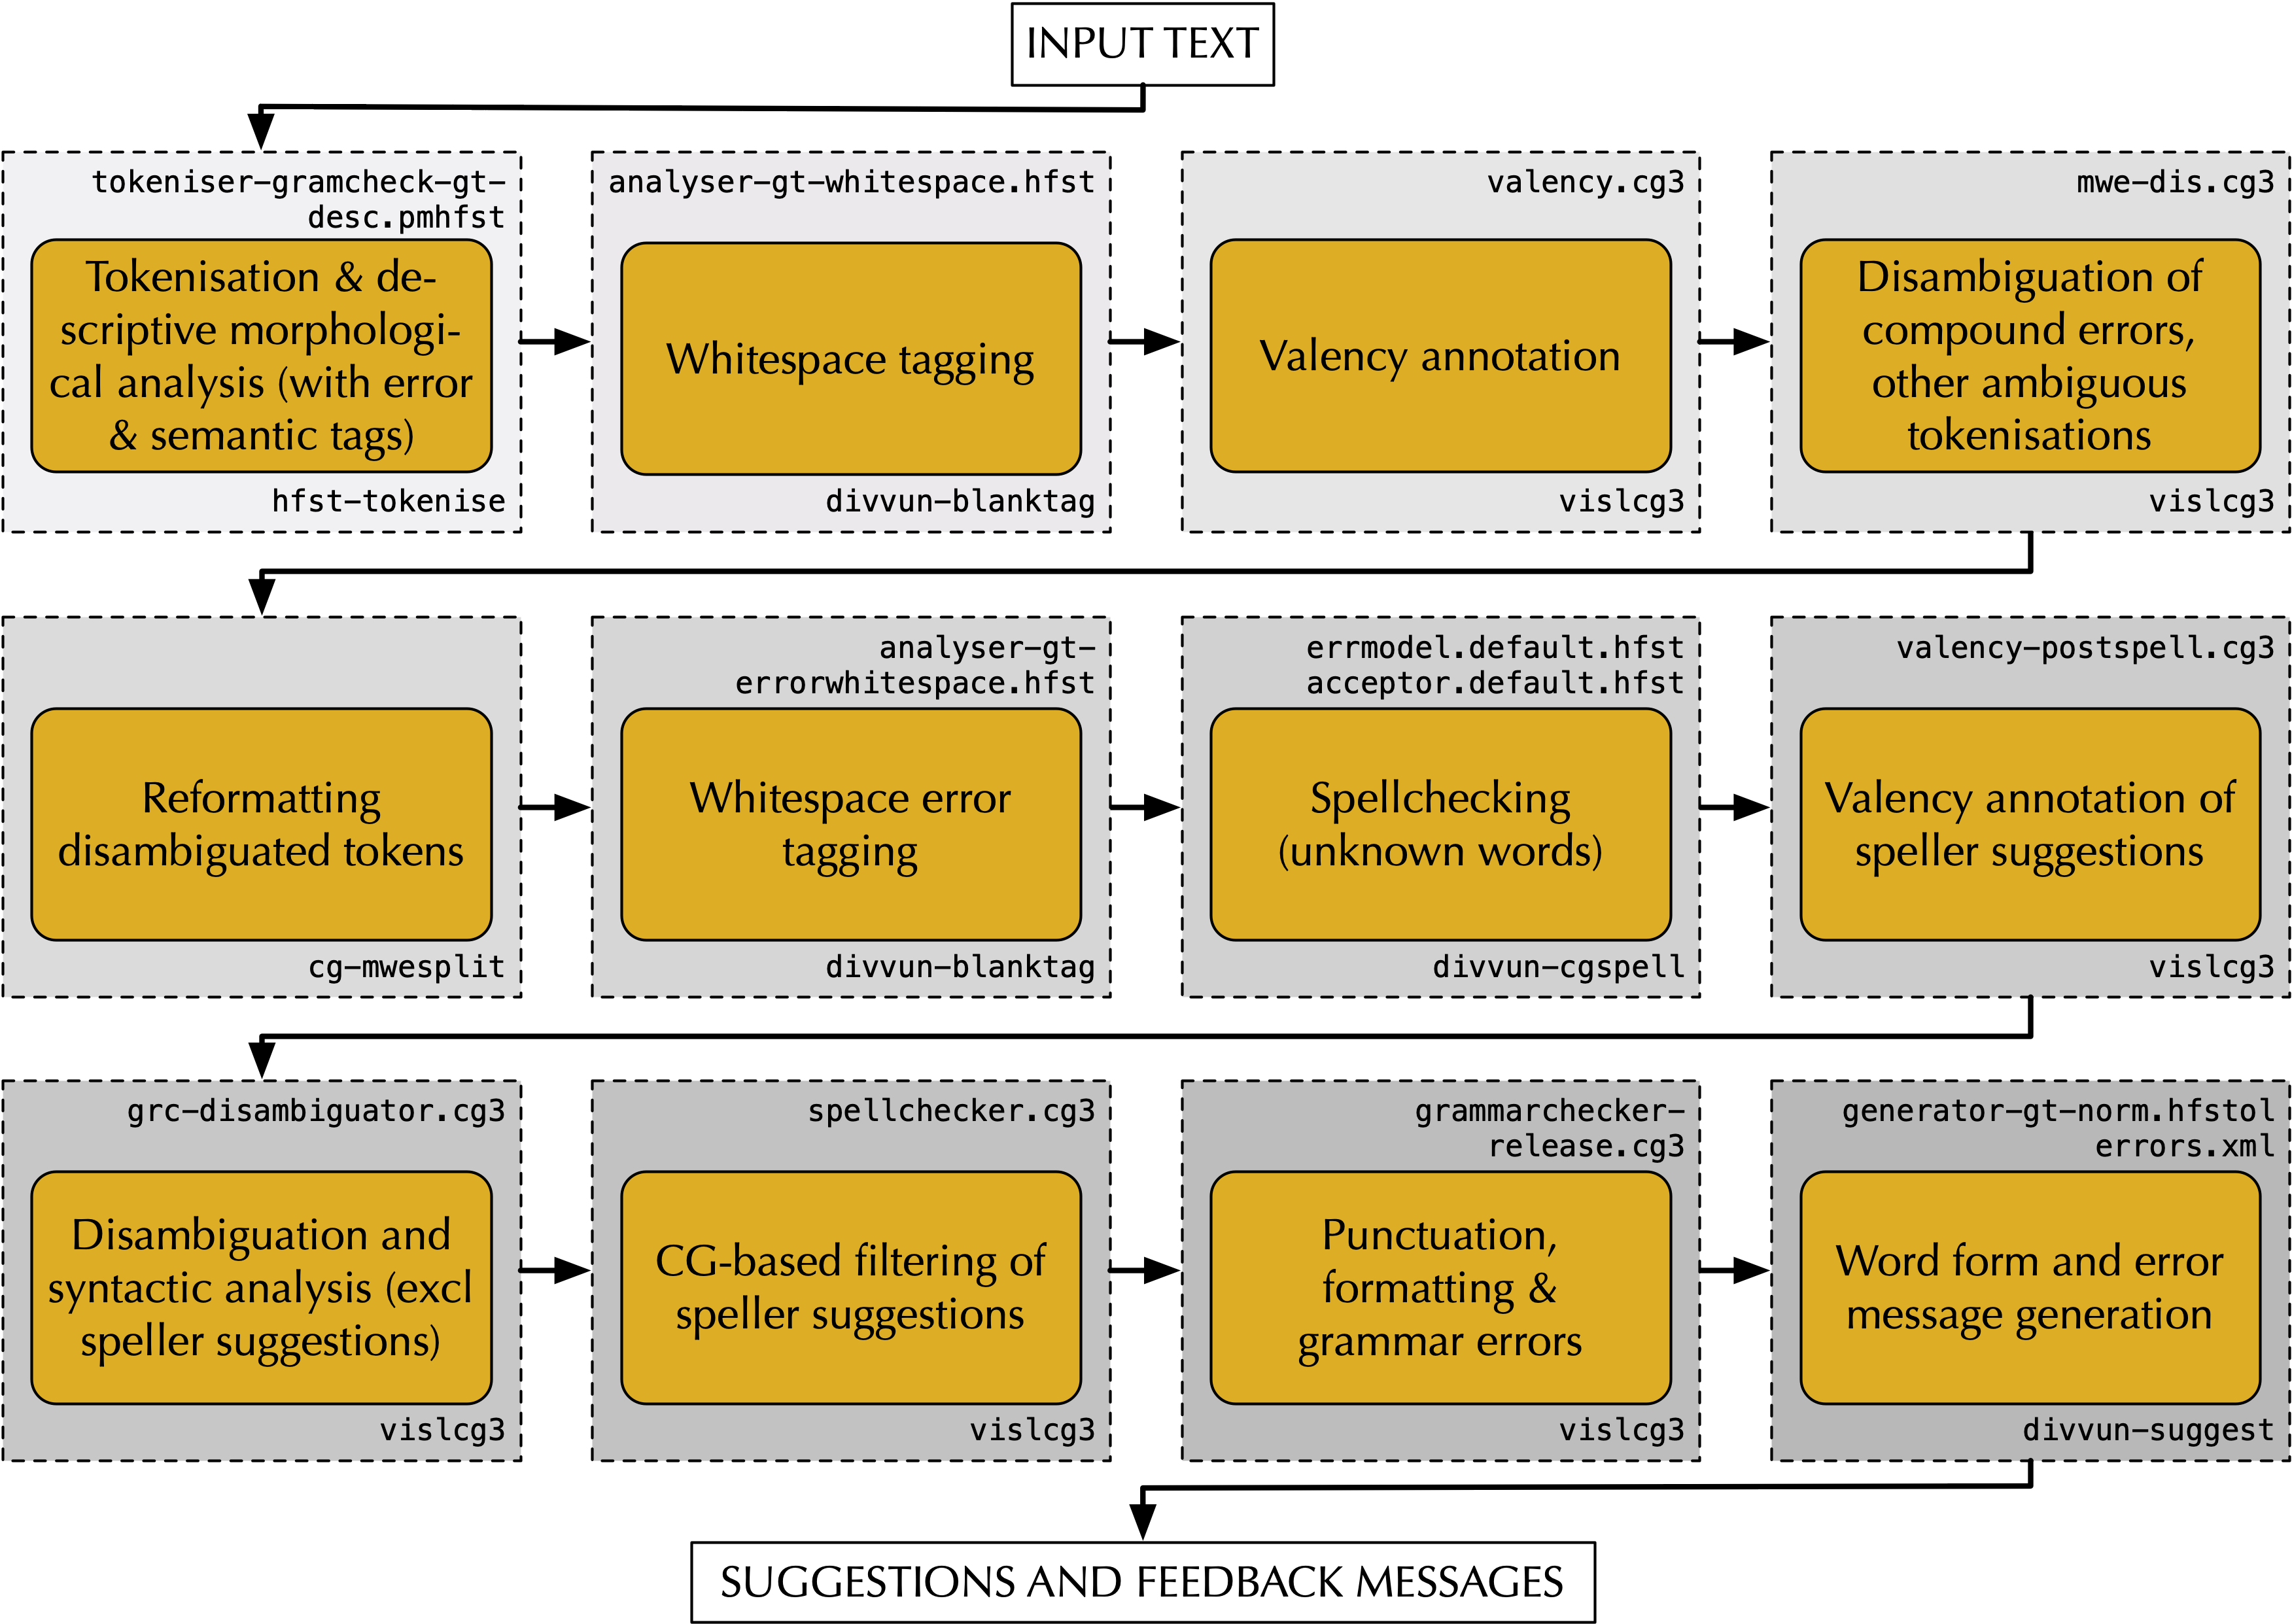 INPUT TEXT
tokeniser-gramcheck-gt-
desc.pmhfst
Tokenisation & de-
scriptive morphologi-
cal analysis (with error
& semantic tags)
hfst-tokenise
analyser-gt-whitespace.hfst
Whitespace tagging
divvun-blanktag
valency.cg3
Valency annotation
vislcg3
mwe-dis.cg3
Disambiguation of
compound errors,
other ambiguous
tokenisations
vislcg3
Reformatting
disambiguated tokens
cg-mwesplit
analyser-gt-
errorwhitespace.hfst
Whitespace error
tagging
divvun-blanktag
errmodel.default.hfst
acceptor.default.hfst
Spellchecking
(unknown words)
divvun-cgspell
valency-postspell.cg3
Valency annotation of
speller suggestions
vislcg3
grc-disambiguator.cg3
Disambiguation and
syntactic analysis (excl
speller suggestions)
vislcg3
spellchecker.cg3
CG-based filtering of
speller suggestions
vislcg3
grammarchecker-
release.cg3
Punctuation,
formatting &
grammar errors
vislcg3
generator-gt-norm.hfstol
errors.xml
Word form and error
message generation
divvun-suggest
SUGGESTIONS AND FEEDBACK MESSAGES